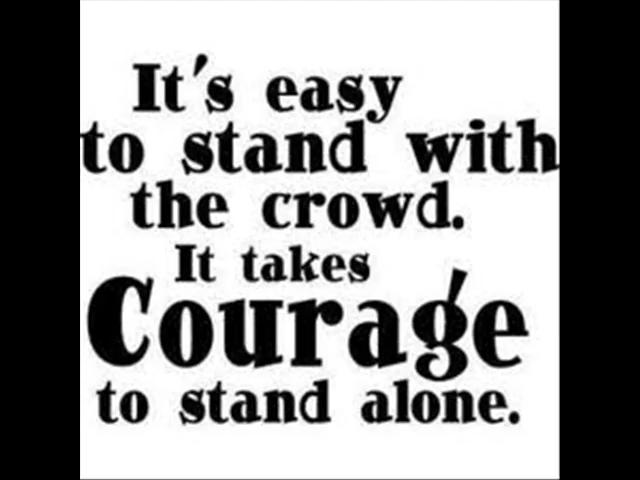 It's easy
to stand with
the crowd.
It takes
Courage
to stand alone.